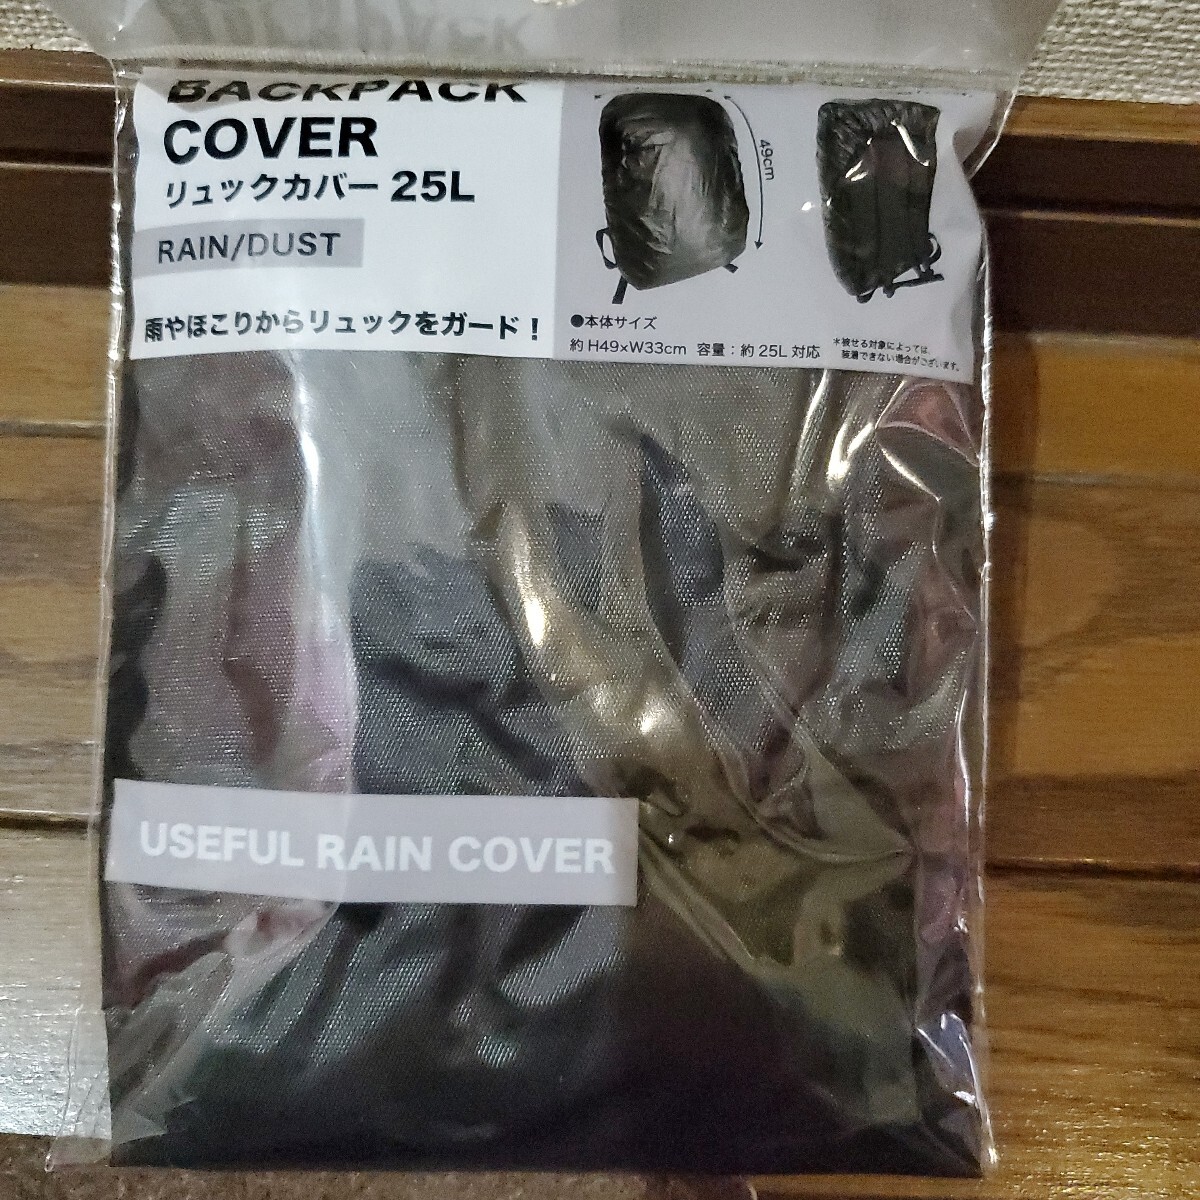 BACKPACK
COVER
リュックカバー 25L
RAIN/DUST
雨やほこりからリュックをガード！
49cm
●本体サイズ
約 H49×W33cm 容量：約 25L 対応
＊被せる対象によっては
装着できない場合がございます。
USEFUL RAIN COVER